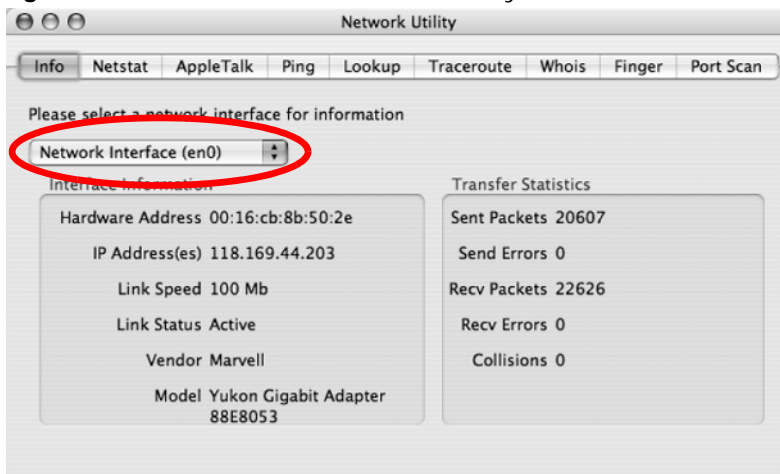 Network Utility
Info Netstat AppleTalk Ping Lookup Traceroute Whois Finger Port Scan
Please select a network interface for information
Network Interface (en0)
Interface Information
Hardware Address 00:16:cb:8b:50:2e
IP Address(es) 118.169.44.203
Link Speed 100 Mb
Link Status Active
Vendor Marvell
Model Yukon Gigabit Adapter
88E8053
Transfer Statistics
Sent Packets 20607
Send Errors 0
Recv Packets 22626
Recv Errors 0
Collisions 0